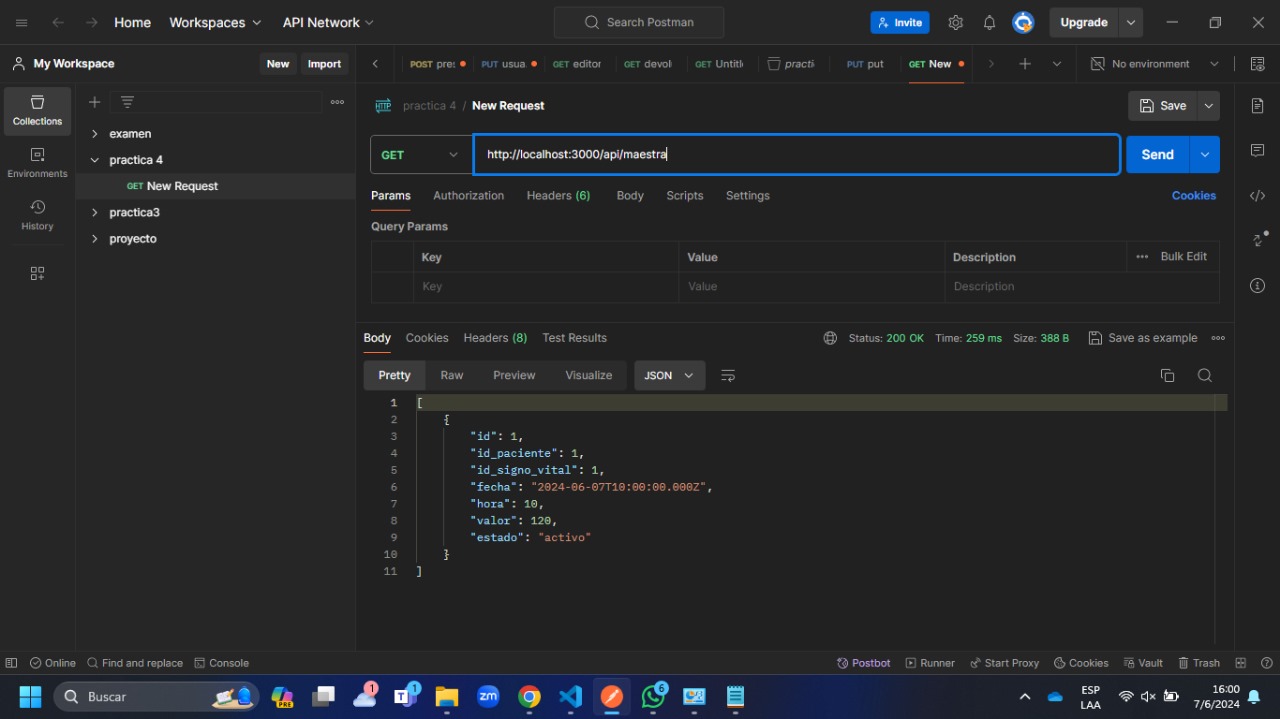 Home Workspaces API Network Search Postman Invite Upgrade
My Workspace New Import POST pre: PUT usua. GET editor GET devol GET Untitle practi PUT put GET New No environment
Collections
Environments
History
examen
practica 4
GET New Request
practica3
proyecto
HTTP practica 4 / New Request Save
GET http://localhost:3000/api/maestra Send
Params Authorization Headers (6) Body Scripts Settings Cookies
Query Params
Key Value Description Bulk Edit
Key Value Description
Body Cookies Headers (8) Test Results Status: 200 OK Time: 259 ms Size: 388 B Save as example
Pretty Raw Preview Visualize JSON
1 [
2 {
3 "id": 1,
4 "id_paciente": 1,
5 "id_signo_vital": 1,
6 "fecha": "2024-06-07T10:00:00.000Z",
7 "hora": 10,
8 "valor": 120,
9 "estado": "activo"
10 }
11 ]
Online Find and replace Console Postbot Runner Start Proxy Cookies Vault Trash
Buscar PRE 1 1 zm 6 ESP LAA 16:00 7/6/2024